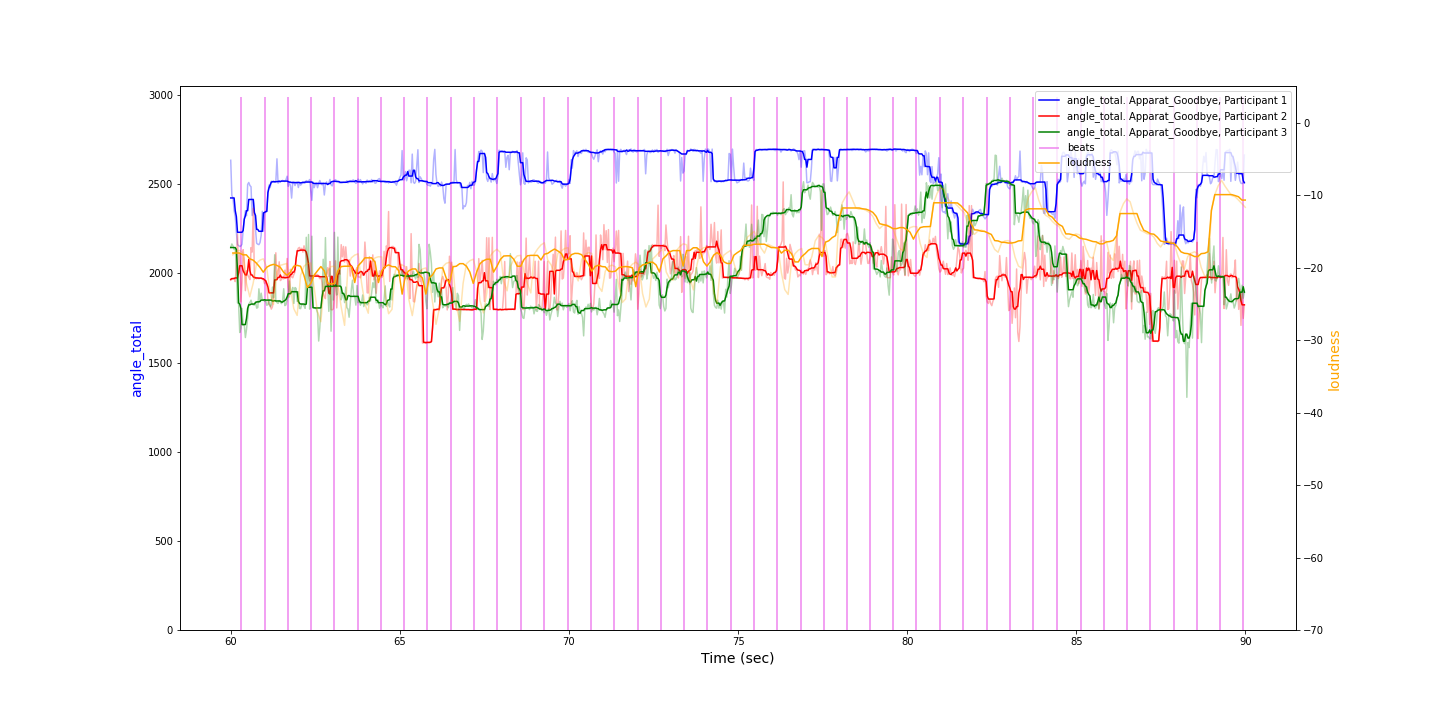 3000
2500
2000
1500
1000
500
0
angle_total
60
65
70
75
80
85
90
Time (sec)
angle_total. Apparat_Goodbye, Participant 1
angle_total. Apparat_Goodbye, Participant 2
angle_total. Apparat_Goodbye, Participant 3
beats
loudness
0
−10
−20
−30
−40
−50
−60
−70
loudness